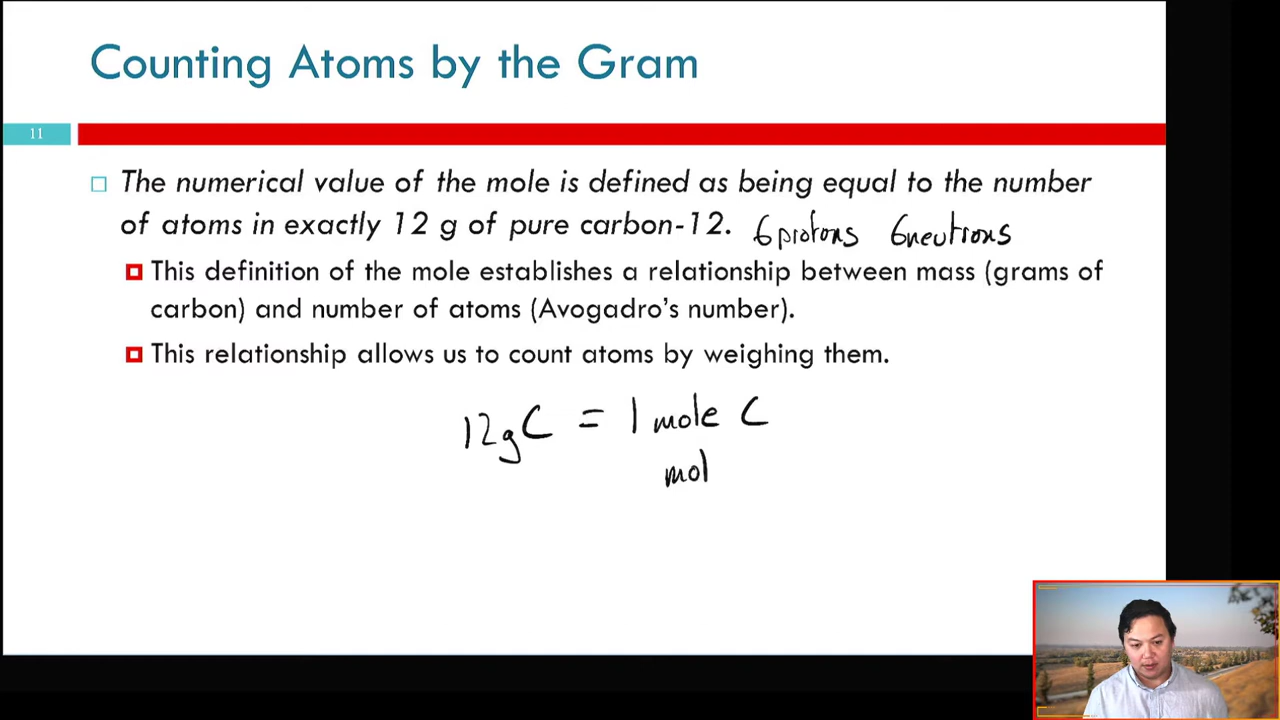 Counting Atoms by the Gram
11
The numerical value of the mole is defined as being equal to the number
of atoms in exactly 12 g of pure carbon-12. 6 protons 6 neutrons
This definition of the mole establishes a relationship between mass (grams of
carbon) and number of atoms (Avogadro's number).
This relationship allows us to count atoms by weighing them.
12g C = 1 mole C
mol